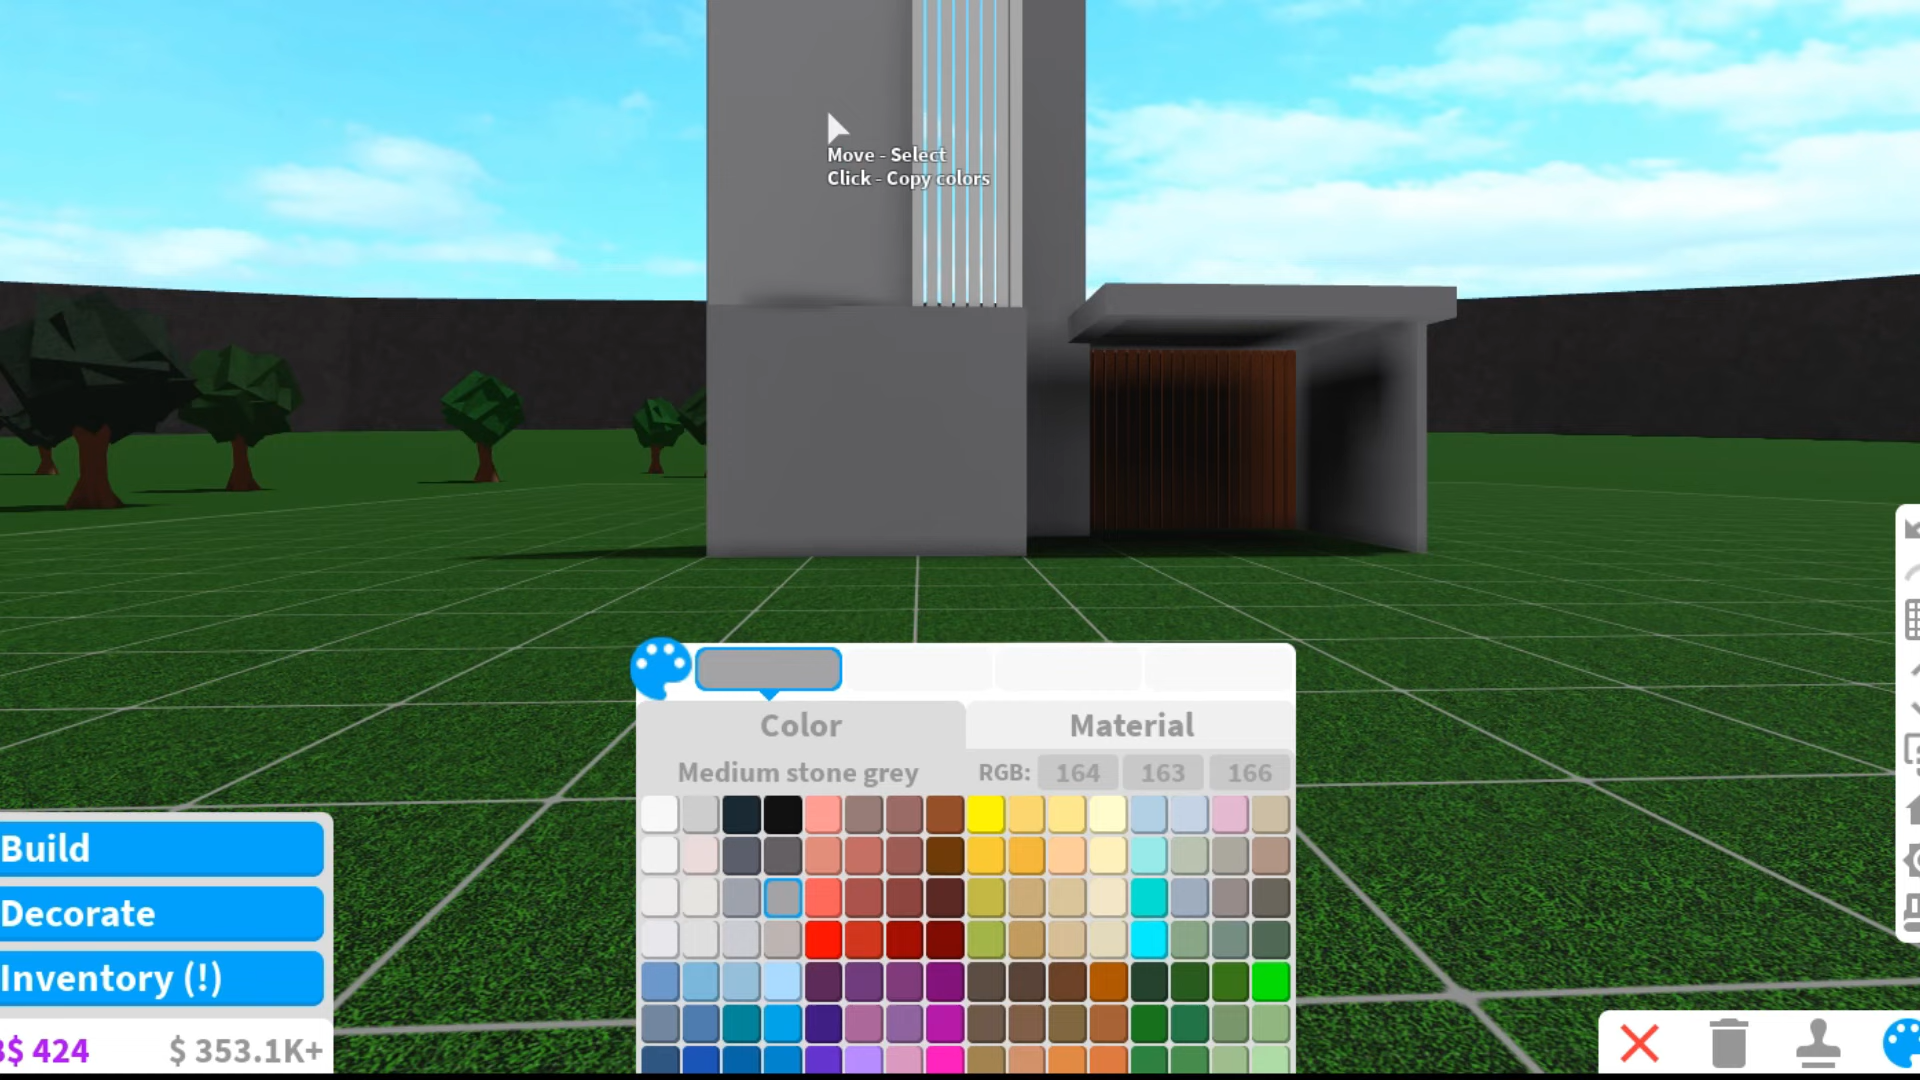 Move - Select
Click - Copy colors
Color
Material
Medium stone grey
RGB: 164 163 166
Build
Decorate
Inventory (!)
$ 424
$ 353.1K+